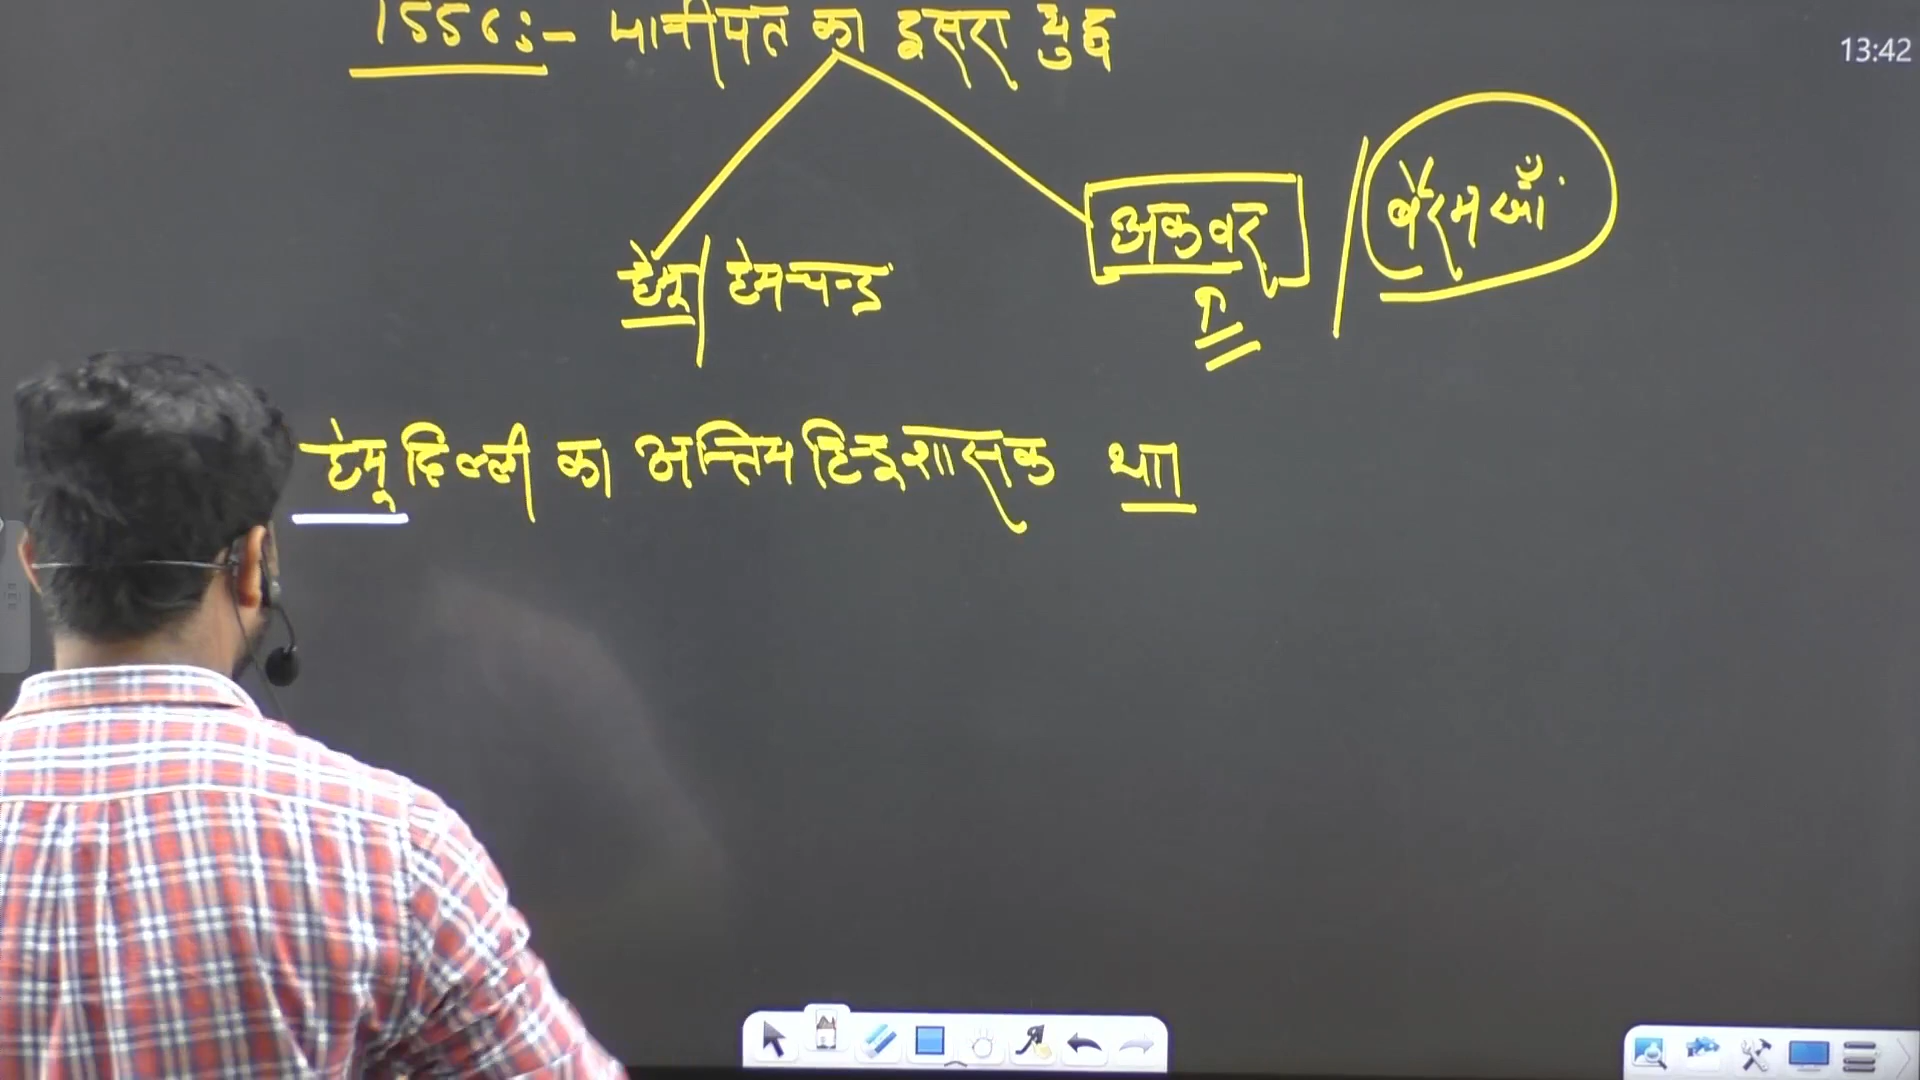 1556:- पानीपत का दूसरा युद्ध
13:42
हेमू / हेमचन्द्र
अकबर / बैरम खाँ
हेमू दिल्ली का अन्तिम हिन्दू शासक था